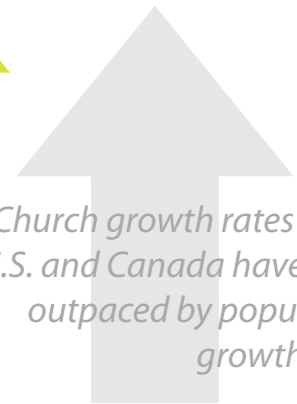 Church growth rates
U.S. and Canada have
outpaced by popu
growth